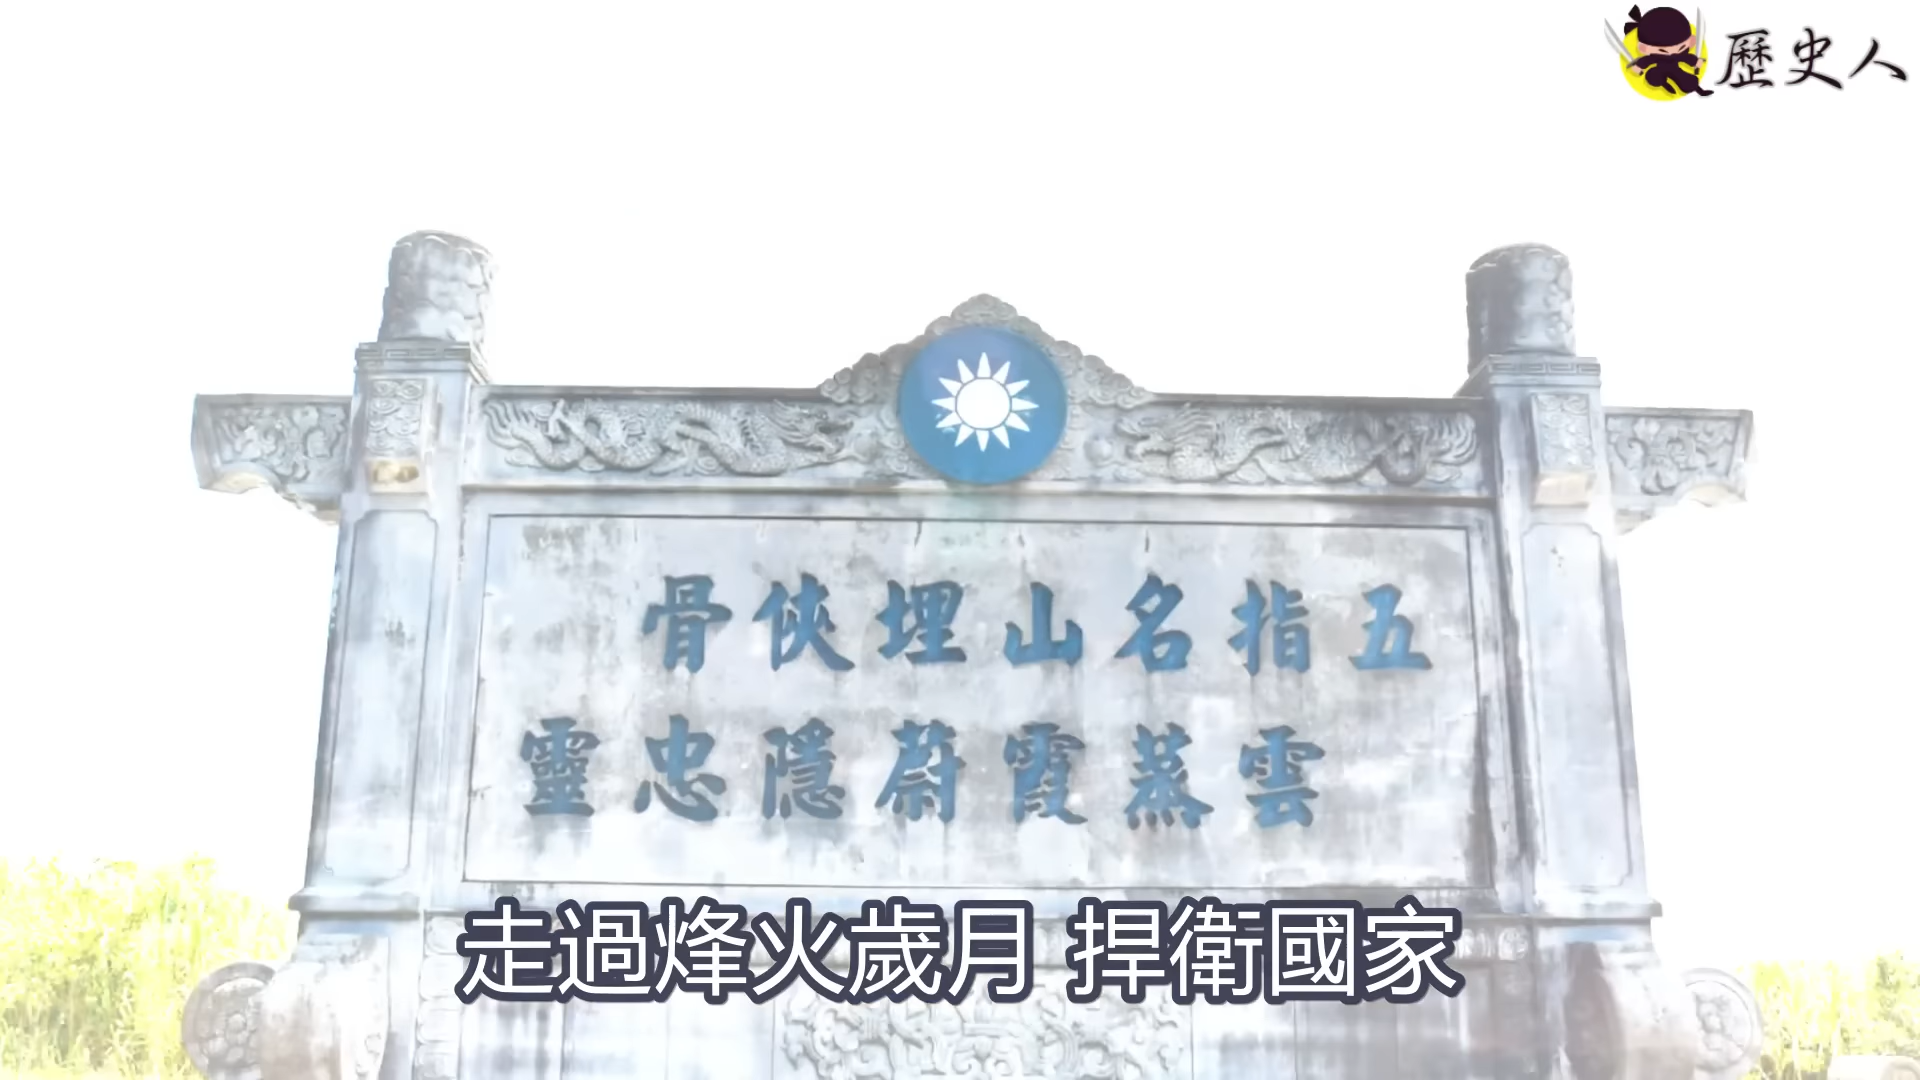 歷史人
五指名山埋俠骨
雲蒸霞蔚隱忠靈
走過烽火歲月 捍衛國家